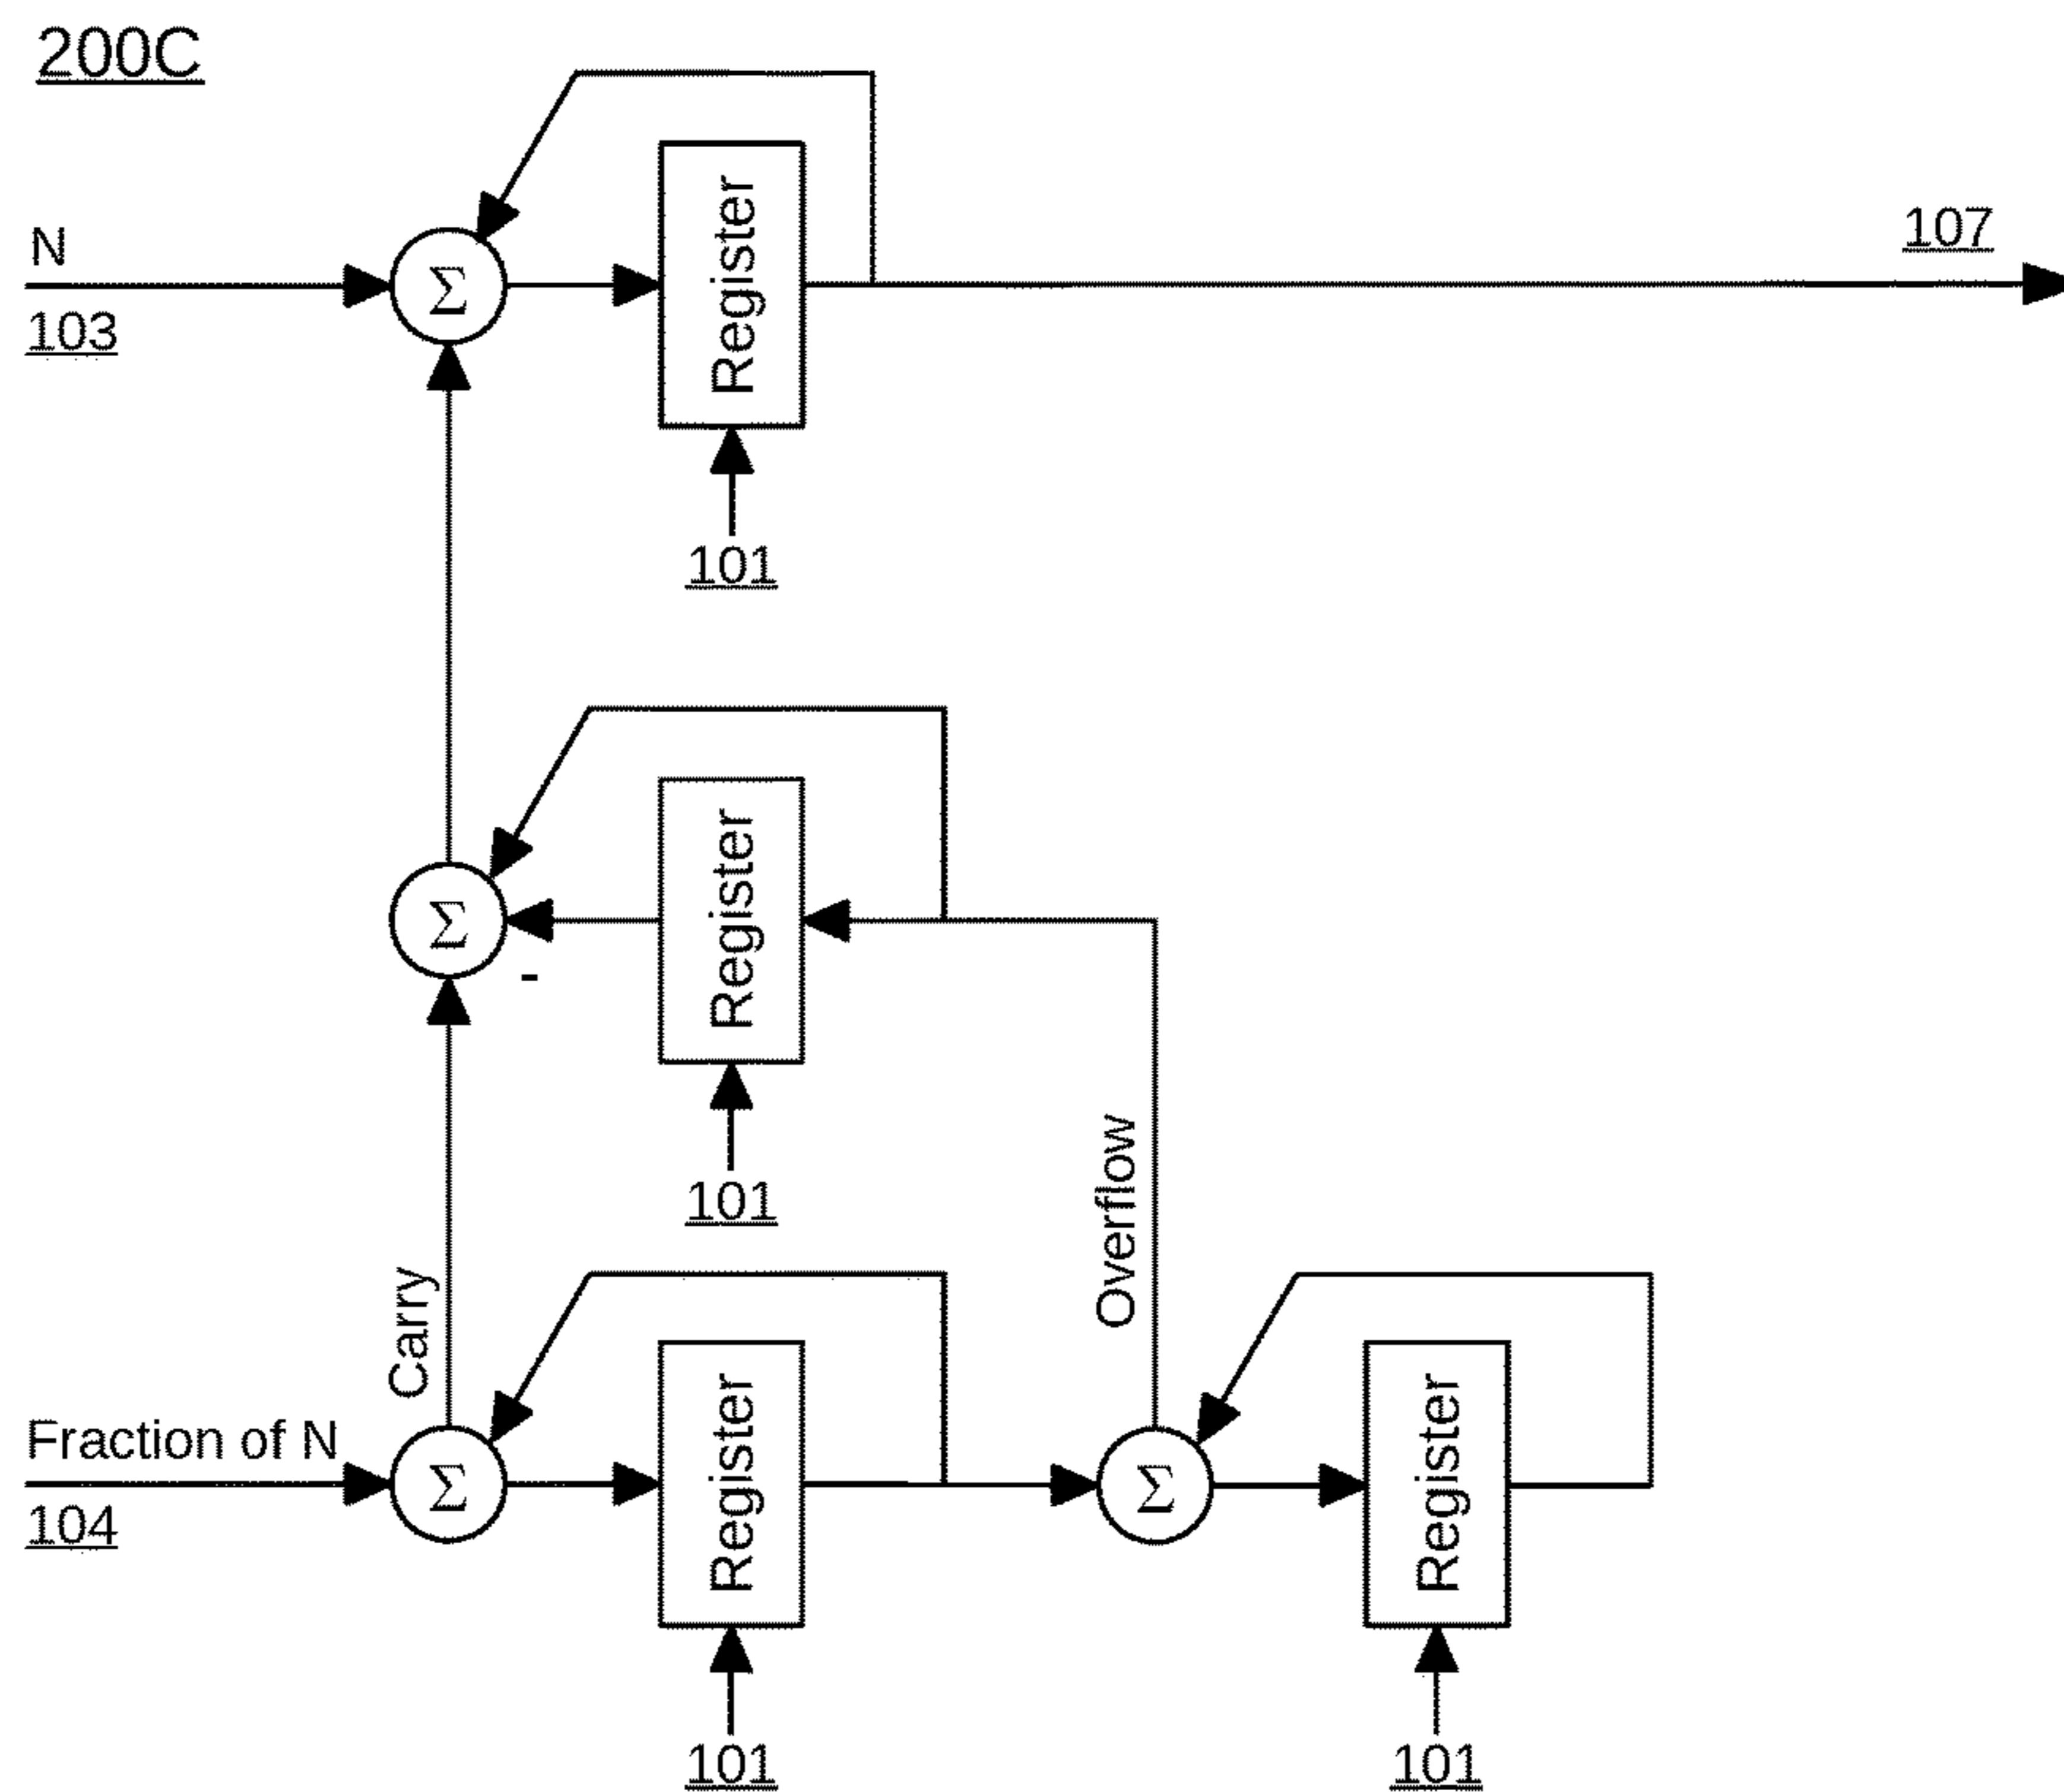 200C
N
103
Σ
Register
107
101
Σ
Register
-
101
Carry
Overflow
Fraction of N
104
Σ
Register
Σ
Register
101
101